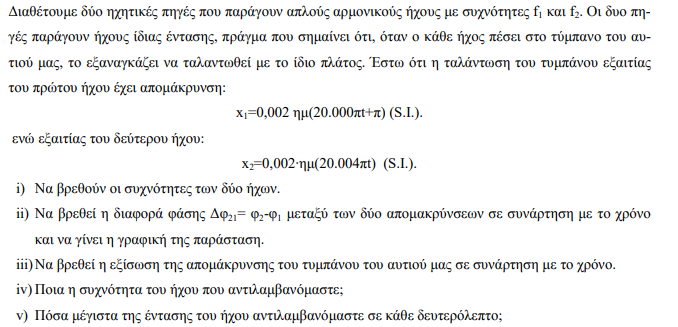 Διαθέτουμε δύο ηχητικές πηγές που παράγουν απλούς αρμονικούς ήχους με συχνότητες f₁ και f₂. Οι δυο πη-
γές παράγουν ήχους ίδιας έντασης, πράγμα που σημαίνει ότι, όταν ο κάθε ήχος πέσει στο τύμπανο του αυ-
τιού μας, το εξαναγκάζει να ταλαντωθεί με το ίδιο πλάτος. Έστω ότι η ταλάντωση του τυμπάνου εξαιτίας
του πρώτου ήχου έχει απομάκρυνση:
x₁=0,002 ημ(20.000πt+π) (S.I.).
ενώ εξαιτίας του δεύτερου ήχου:
x₂=0,002·ημ(20.004πt) (S.I.).
i) Να βρεθούν οι συχνότητες των δύο ήχων.
ii) Να βρεθεί η διαφορά φάσης Δφ₂₁= φ₂-φ₁ μεταξύ των δύο απομακρύνσεων σε συνάρτηση με το χρόνο
και να γίνει η γραφική της παράσταση.
iii) Να βρεθεί η εξίσωση της απομάκρυνσης του τυμπάνου του αυτιού μας σε συνάρτηση με το χρόνο.
iv) Ποια η συχνότητα του ήχου που αντιλαμβανόμαστε;
v) Πόσα μέγιστα της έντασης του ήχου αντιλαμβανόμαστε σε κάθε δευτερόλεπτο;